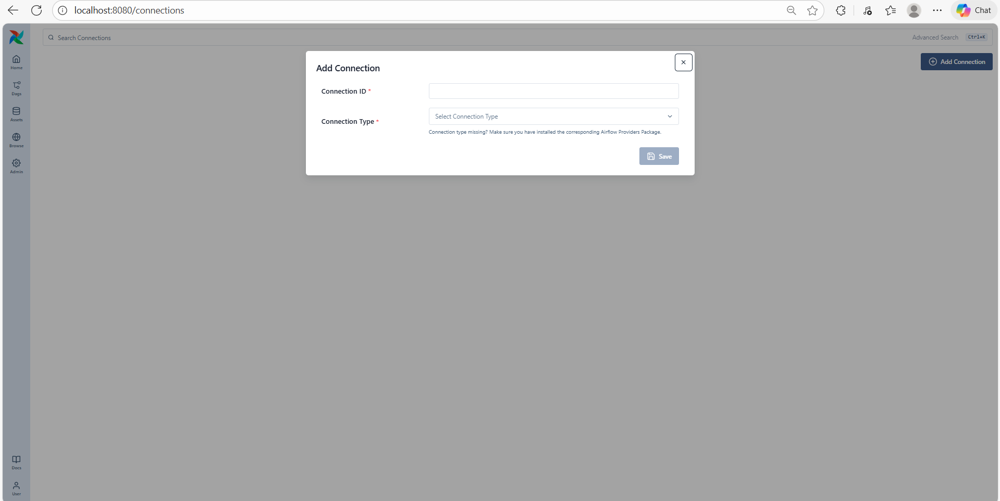 localhost:8080/connections
Chat
Search Connections
Advanced Search Ctrl+K
Add Connection
Home
Dags
Assets
Browse
Admin
Docs
User
Add Connection
Connection ID *
Connection Type *
Select Connection Type
Connection type missing? Make sure you have installed the corresponding Airflow Providers Package.
Save